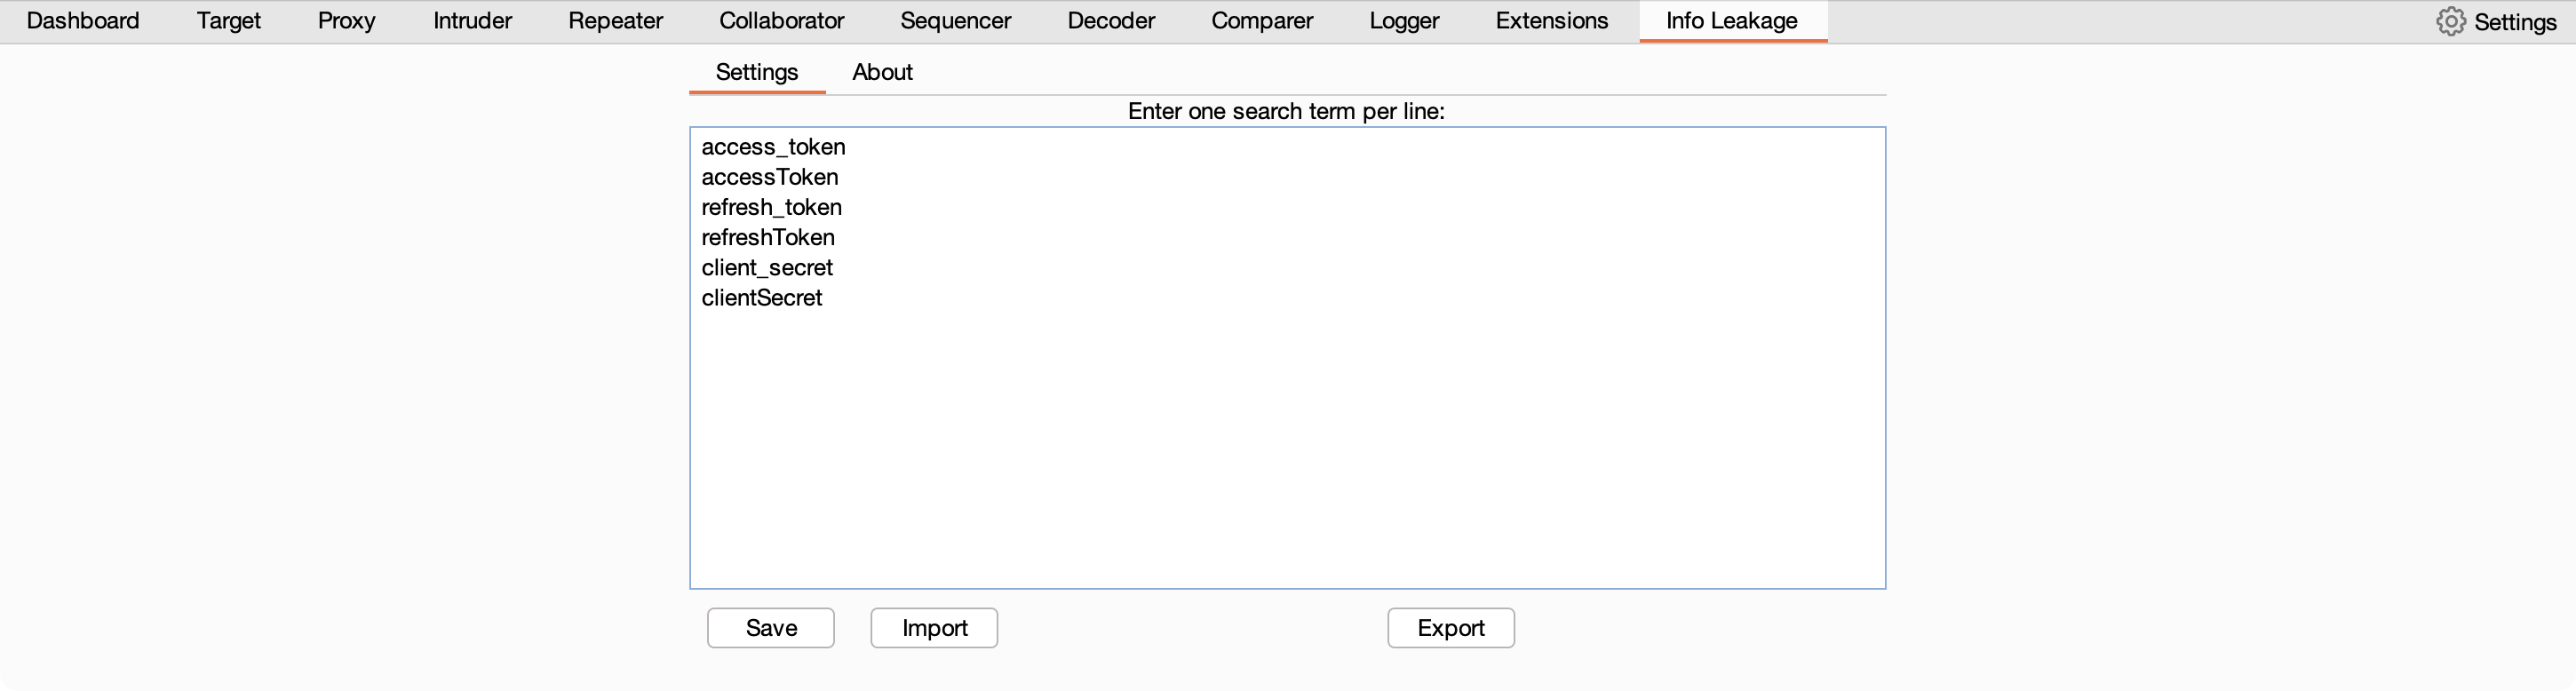 Dashboard Target Proxy Intruder Repeater Collaborator Sequencer Decoder Comparer Logger Extensions Info Leakage Settings
Settings About
Enter one search term per line:
access_token
accessToken
refresh_token
refreshToken
client_secret
clientSecret
Save Import Export